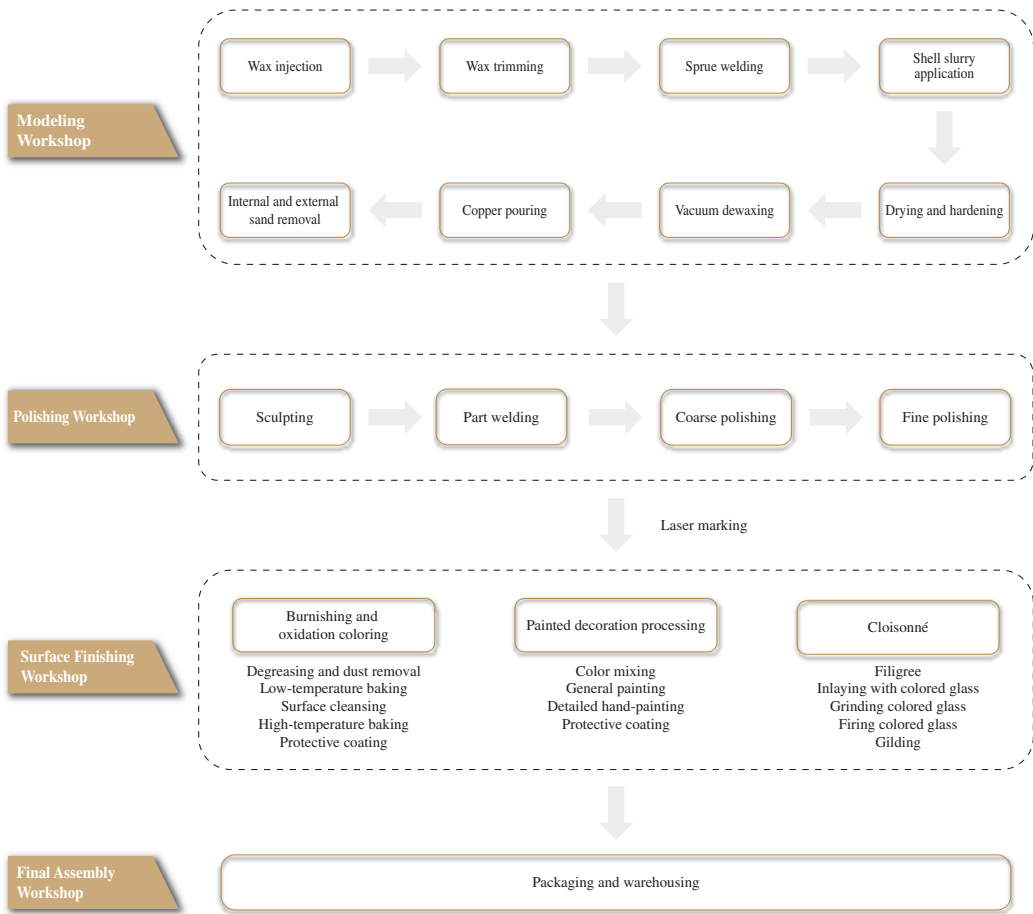 Modeling
Workshop
Wax injection
Wax trimming
Sprue welding
Shell slurry
application
Internal and external
sand removal
Copper pouring
Vacuum dewaxing
Drying and hardening
Polishing Workshop
Sculpting
Part welding
Coarse polishing
Fine polishing
Laser marking
Surface Finishing
Workshop
Burnishing and
oxidation coloring
Degreasing and dust removal
Low-temperature baking
Surface cleansing
High-temperature baking
Protective coating
Painted decoration processing
Color mixing
General painting
Detailed hand-painting
Protective coating
Cloisonné
Filigree
Inlaying with colored glass
Grinding colored glass
Firing colored glass
Gilding
Final Assembly
Workshop
Packaging and warehousing